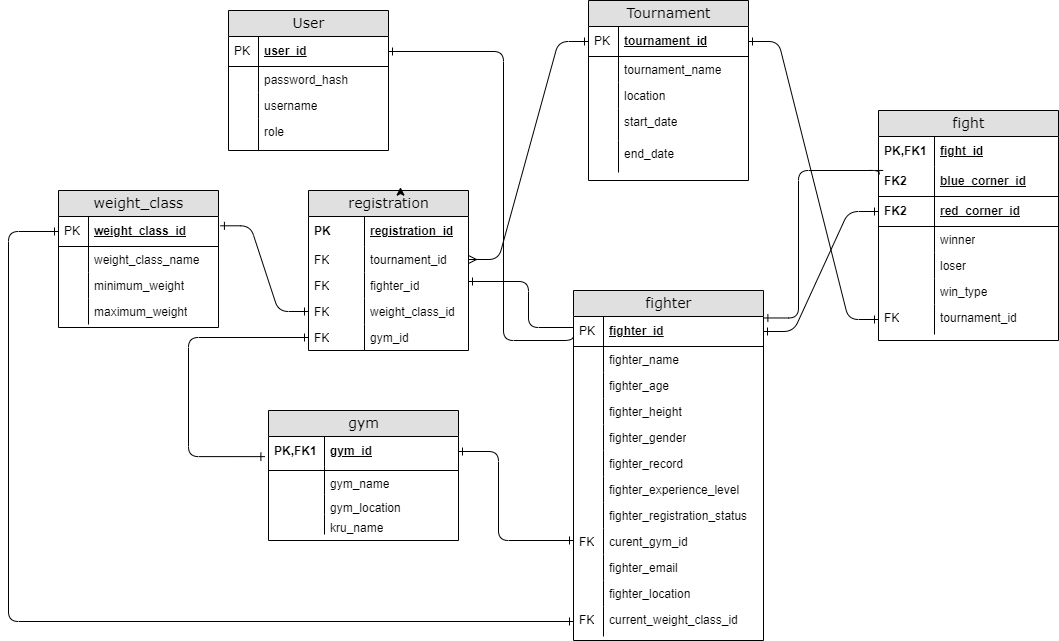 User
PK user_id
password_hash
username
role
Tournament
PK tournament_id
tournament_name
location
start_date
end_date
fight
PK,FK1 fight_id
FK2 blue_corner_id
FK2 red_corner_id
winner
loser
win_type
FK tournament_id
weight_class
PK weight_class_id
weight_class_name
minimum_weight
maximum_weight
registration
PK registration_id
FK tournament_id
FK fighter_id
FK weight_class_id
FK gym_id
fighter
PK fighter_id
fighter_name
fighter_age
fighter_height
fighter_gender
fighter_record
fighter_experience_level
fighter_registration_status
FK curent_gym_id
fighter_email
fighter_location
FK current_weight_class_id
gym
PK,FK1 gym_id
gym_name
gym_location
kru_name